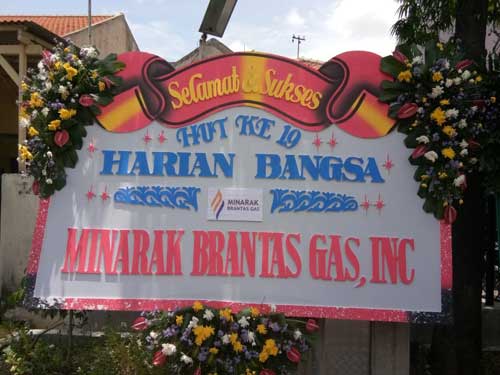 Selamat & Sukses
HUT KE 19
HARIAN BANGSA
MINARAK
BRANTAS GAS
MINARAK BRANTAS GAS, INC